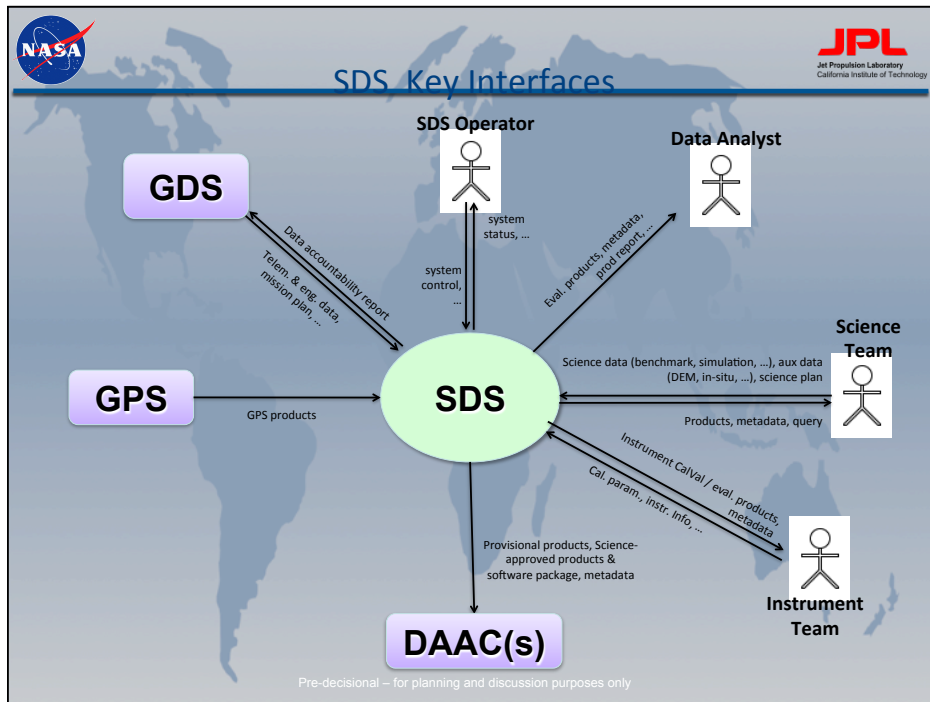 NASA
JPL
Jet Propulsion Laboratory
California Institute of Technology
SDS Key Interfaces
SDS Operator
Data Analyst
GDS
system
status, …
Data accountability report
Telem. & eng. data,
mission plan, …
system
control,
…
Eval. products, metadata,
prod report, …
Science
Team
Science data (benchmark, simulation, …), aux data
(DEM, in-situ, …), science plan
GPS
SDS
GPS products
Products, metadata, query
Instrument CalVal / eval. products,
metadata
Cal. param., instr. Info, …
Provisional products, Science-
approved products &
software package, metadata
Instrument
Team
DAAC(s)
Pre-decisional – for planning and discussion purposes only